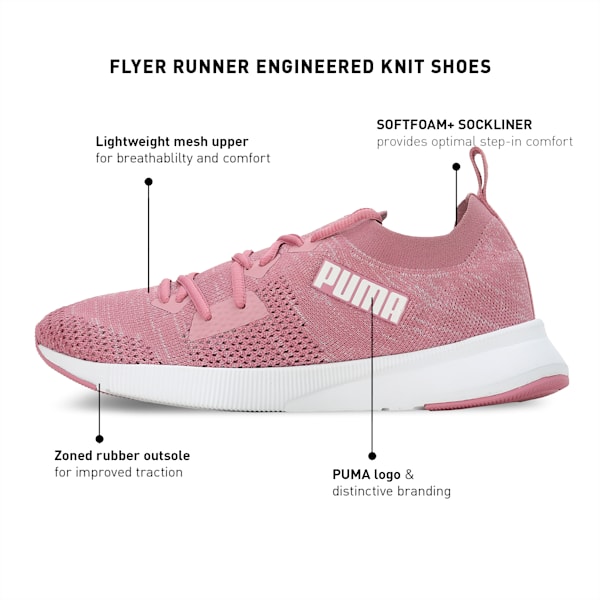 FLYER RUNNER ENGINEERED KNIT SHOES
SOFTFOAM+ SOCKLINER
provides optimal step-in comfort
Lightweight mesh upper
for breathablilty and comfort
PUMA
Zoned rubber outsole
for improved traction
PUMA logo &
distinctive branding